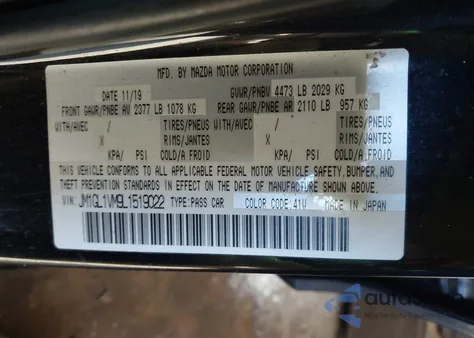 MFD. BY MAZDA MOTOR CORPORATION
DATE 11/19 GVWR/PNBV 4473 LB 2029 KG
FRONT GAWR/PNBE AV 2377 LB 1078 KG REAR GAWR/PNBE AR 2110 LB 957 KG
WITH/AVEC / TIRES/PNEUS WITH/AVEC / TIRES/PNEUS
X RIMS/JANTES X RIMS/JANTES
KPA/ PSI COLD/A FROID KPA/ PSI COLD/A FROID
THIS VEHICLE CONFORMS TO ALL APPLICABLE FEDERAL MOTOR VEHICLE SAFETY, BUMPER, AND
THEFT PREVENTION STANDARDS IN EFFECT ON THE DATE OF MANUFACTURE SHOWN ABOVE.
VIN: JM1GL1VM9L1519022 TYPE: PASS CAR COLOR CODE: 41W MADE IN JAPAN